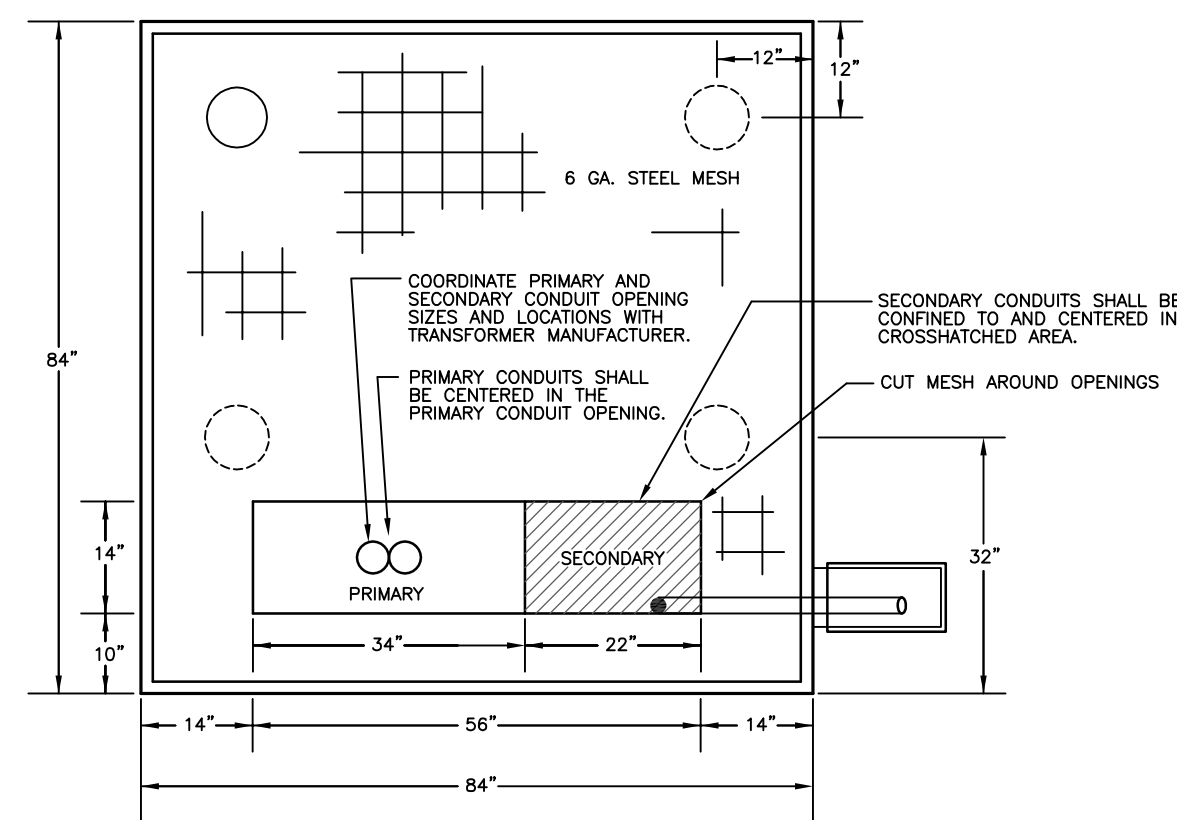 12”
12”
6 GA. STEEL MESH
COORDINATE PRIMARY AND
SECONDARY CONDUIT OPENING
SIZES AND LOCATIONS WITH
TRANSFORMER MANUFACTURER.
SECONDARY CONDUITS SHALL BE
CONFINED TO AND CENTERED IN
CROSSHATCHED AREA.
84”
PRIMARY CONDUITS SHALL
BE CENTERED IN THE
PRIMARY CONDUIT OPENING.
CUT MESH AROUND OPENINGS
14”
SECONDARY
32”
PRIMARY
10”
34”
22”
14”
56”
14”
84”